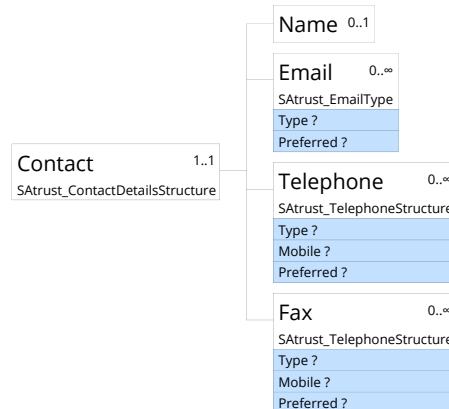 Name 0..1
Email 0..∞
SAtrust_EmailType
Type ?
Preferred ?
Contact 1..1
SAtrust_ContactDetailsStructure
Telephone 0..∞
SAtrust_TelephoneStructure
Type ?
Mobile ?
Preferred ?
Fax 0..∞
SAtrust_TelephoneStructure
Type ?
Mobile ?
Preferred ?